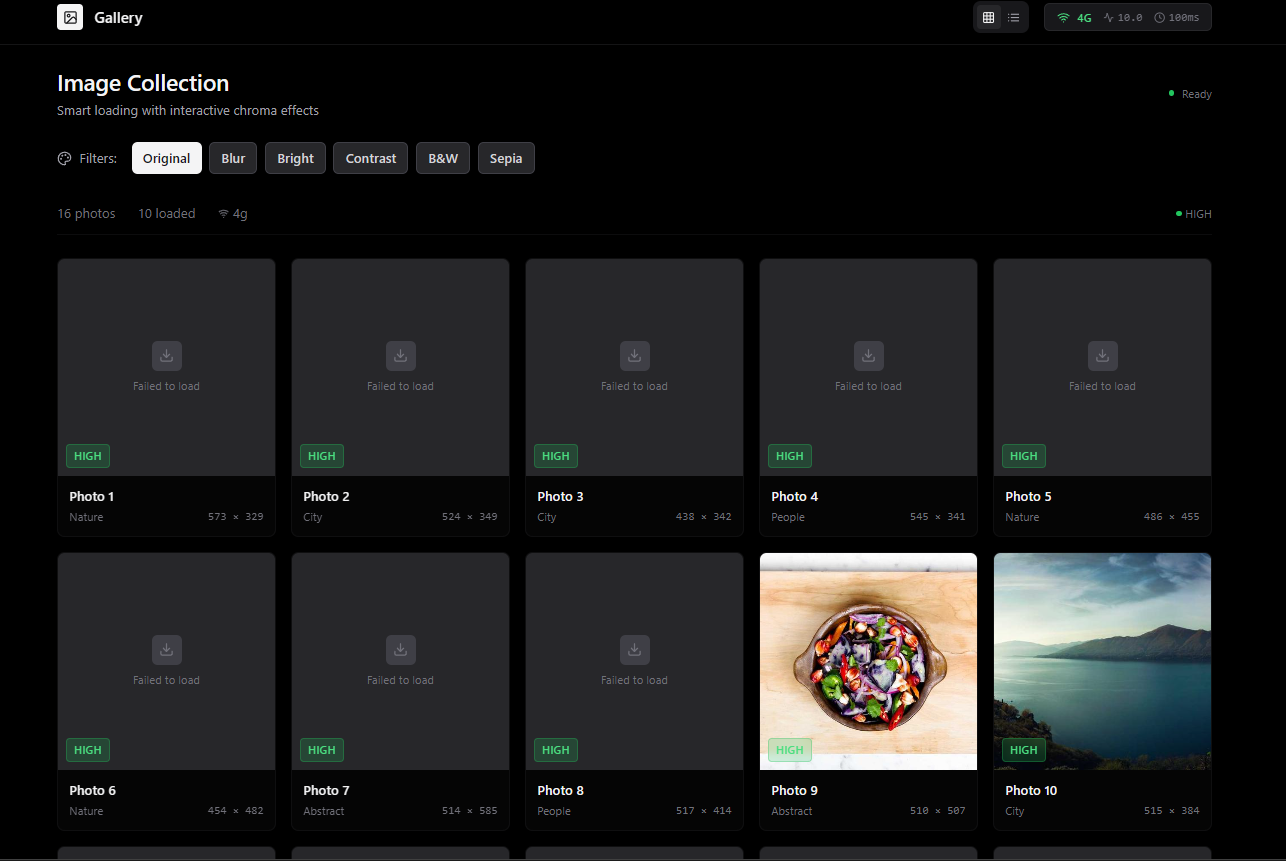 Gallery
4G 10.0 100ms
Image Collection
Smart loading with interactive chroma effects
Ready
Filters: Original Blur Bright Contrast B&W Sepia
16 photos 10 loaded 4g HIGH
Failed to load Failed to load Failed to load Failed to load Failed to load
HIGH HIGH HIGH HIGH HIGH
Photo 1 Photo 2 Photo 3 Photo 4 Photo 5
Nature 573 × 329 City 524 × 349 City 438 × 342 People 545 × 341 Nature 486 × 455
Failed to load Failed to load Failed to load
HIGH HIGH HIGH HIGH HIGH
Photo 6 Photo 7 Photo 8 Photo 9 Photo 10
Nature 454 × 482 Abstract 514 × 585 People 517 × 414 Abstract 510 × 507 City 515 × 384